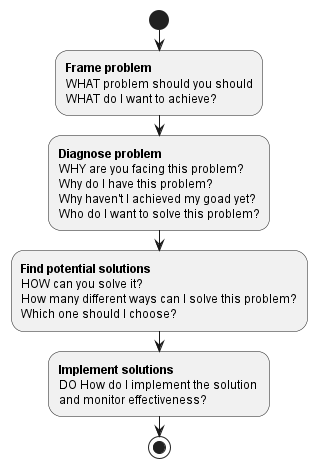 Frame problem
WHAT problem should you should
WHAT do I want to achieve?
Diagnose problem
WHY are you facing this problem?
Why do I have this problem?
Why haven't I achieved my goad yet?
Who do I want to solve this problem?
Find potential solutions
HOW can you solve it?
How many different ways can I solve this problem?
Which one should I choose?
Implement solutions
DO How do I implement the solution
and monitor effectiveness?